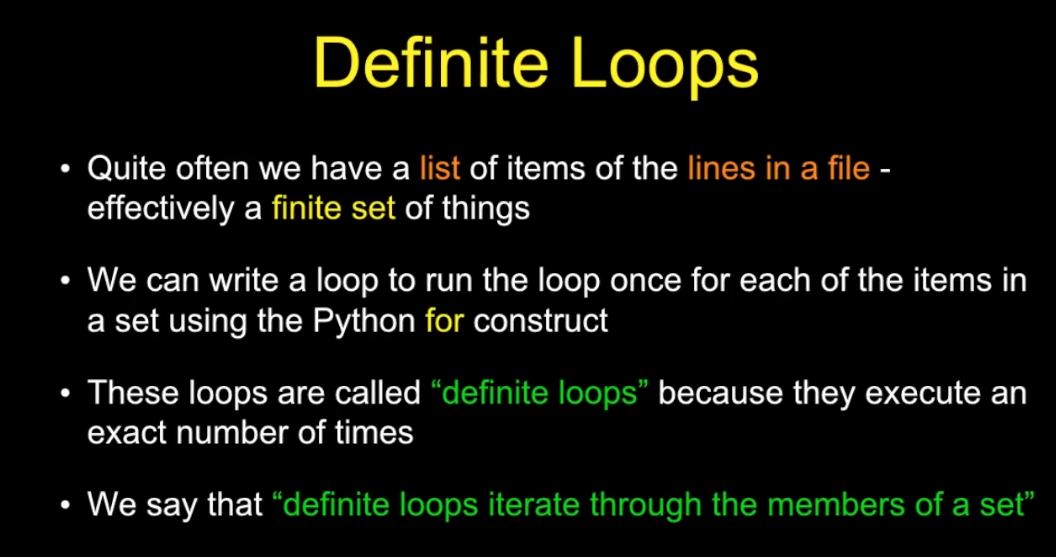 Definite Loops
• Quite often we have a list of items of the lines in a file -
effectively a finite set of things
• We can write a loop to run the loop once for each of the items in
a set using the Python for construct
• These loops are called “definite loops” because they execute an
exact number of times
• We say that “definite loops iterate through the members of a set”